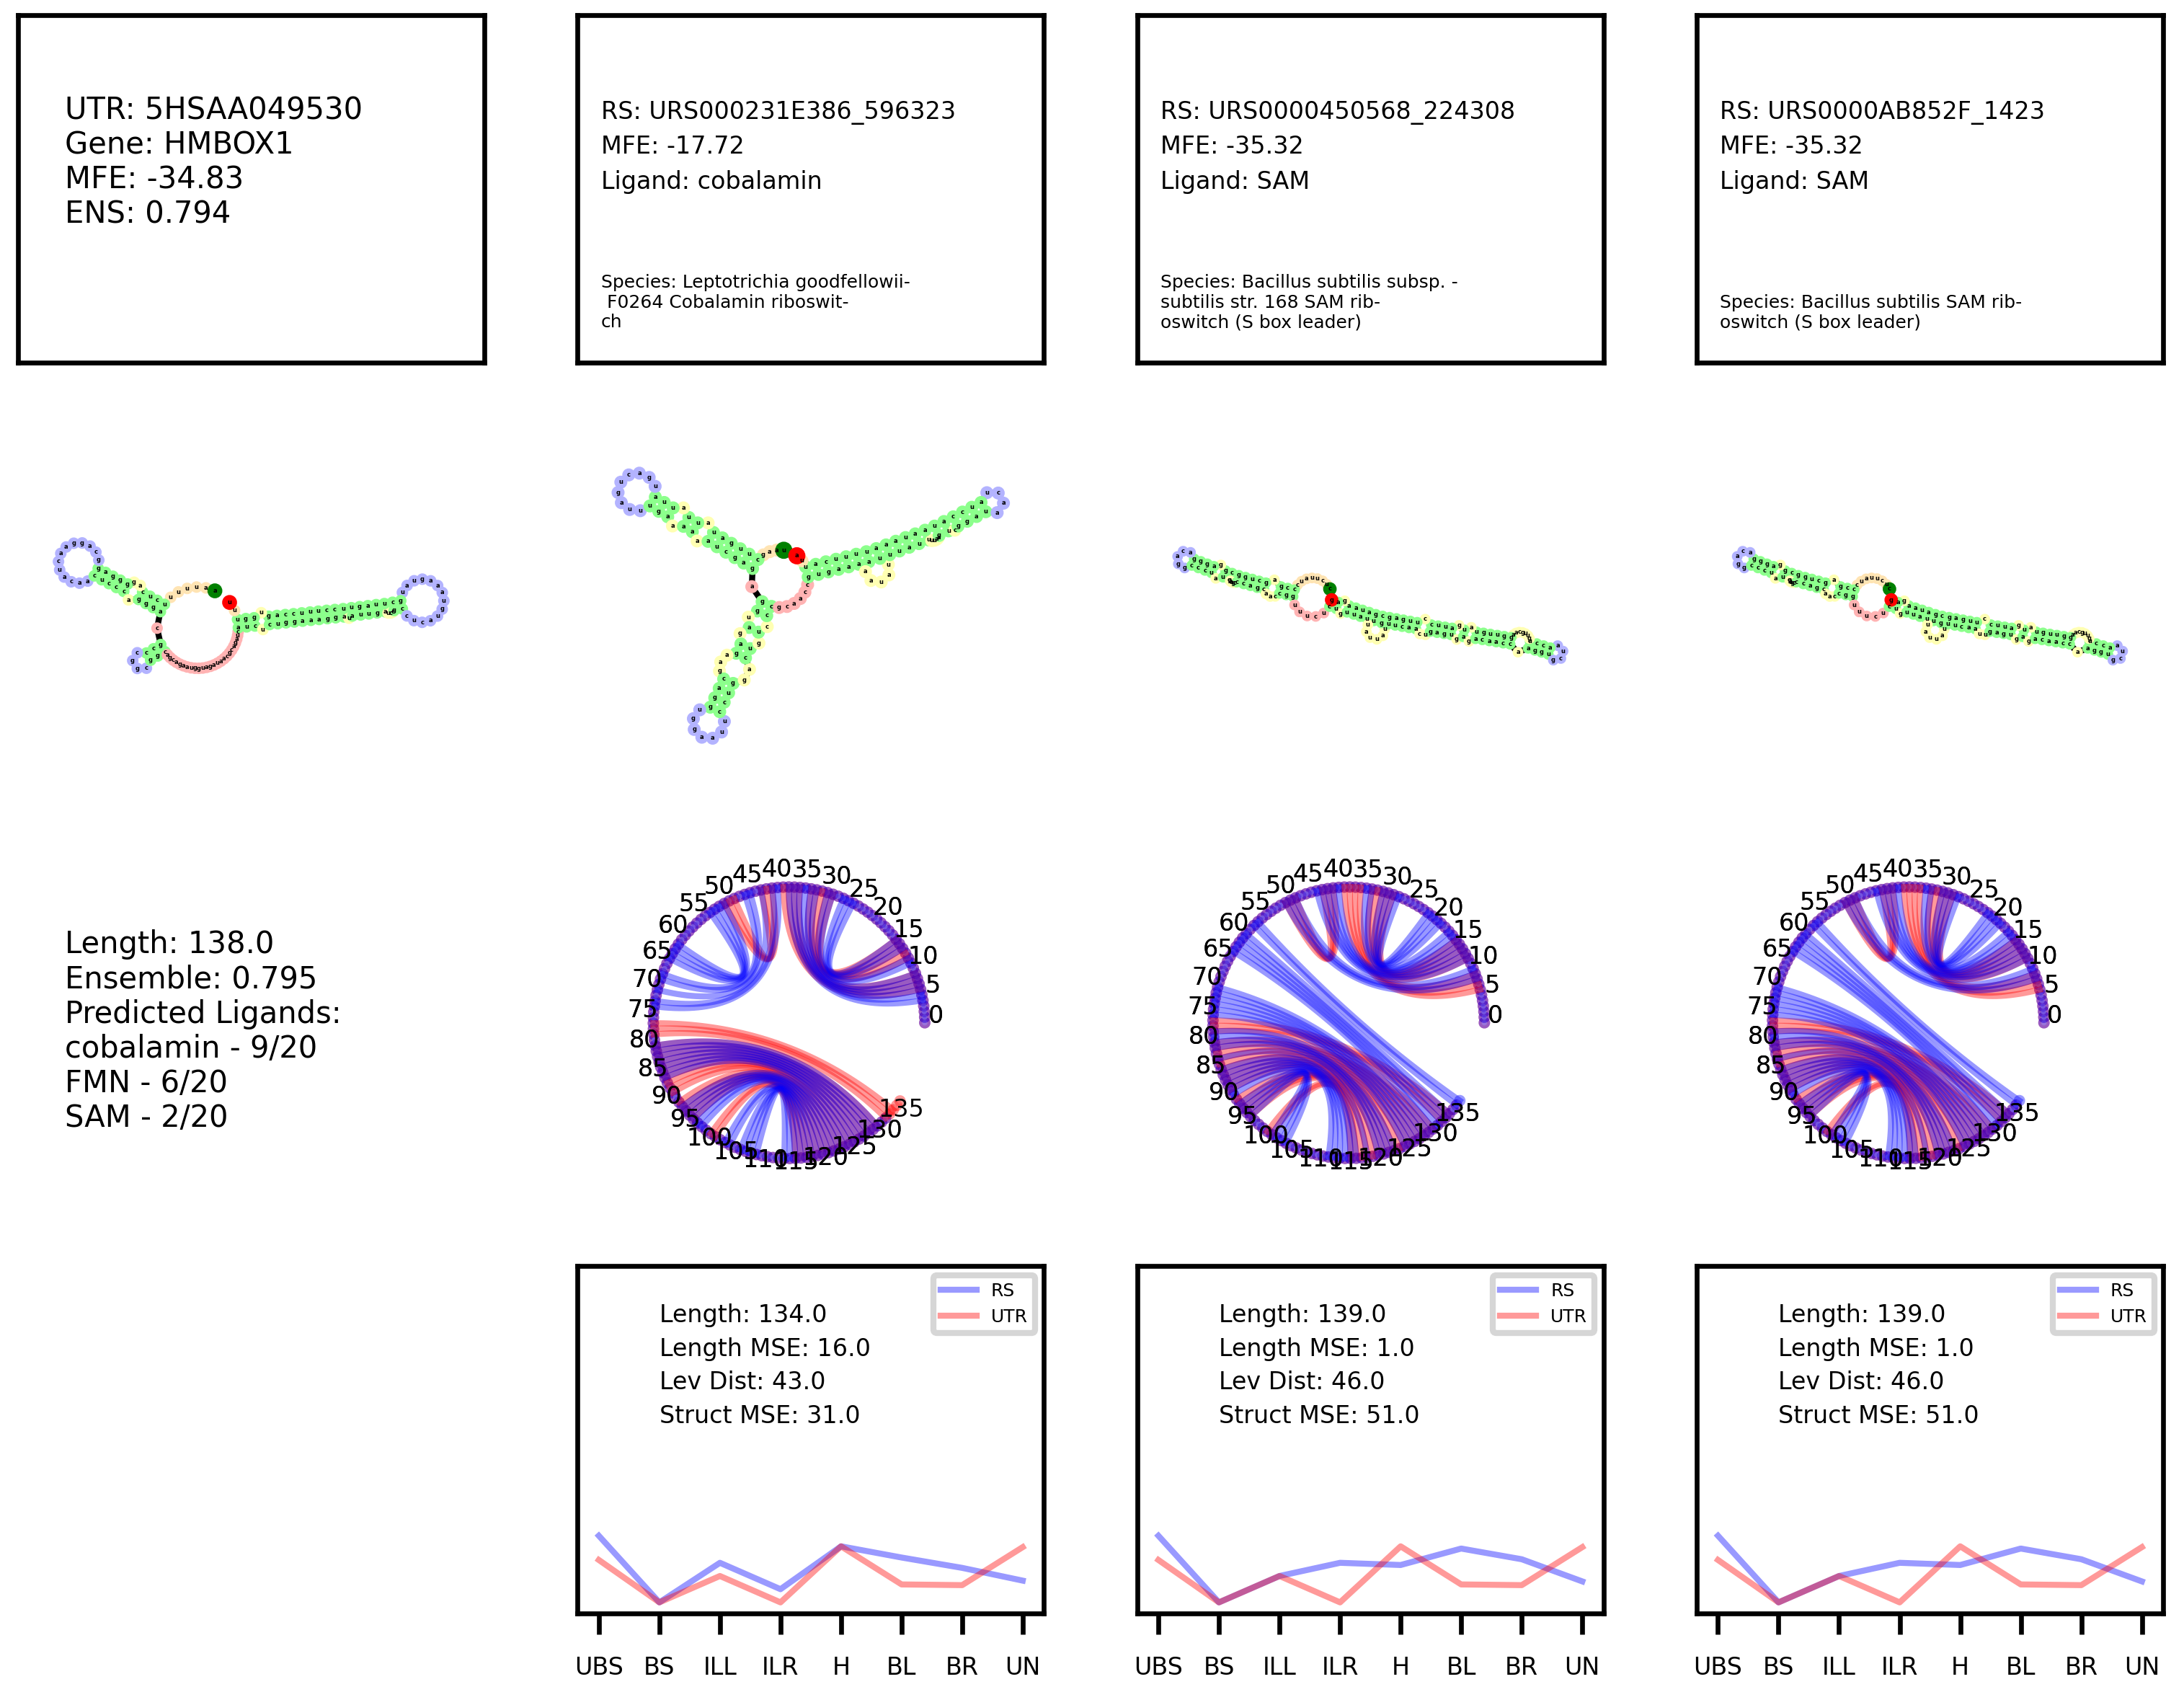 UTR: 5HSAA049530
Gene: HMBOX1
MFE: -34.83
ENS: 0.794
RS: URS000231E386_596323
MFE: -17.72
Ligand: cobalamin
Species: Leptotrichia goodfellowii-
F0264 Cobalamin riboswit-
ch
RS: URS0000450568_224308
MFE: -35.32
Ligand: SAM
Species: Bacillus subtilis subsp. -
subtilis str. 168 SAM rib-
oswitch (S box leader)
RS: URS0000AB852F_1423
MFE: -35.32
Ligand: SAM
Species: Bacillus subtilis SAM rib-
oswitch (S box leader)
Length: 138.0
Ensemble: 0.795
Predicted Ligands:
cobalamin - 9/20
FMN - 6/20
SAM - 2/20
0 5 10 15 20 25 30 35 40 45 50 55 60 65 70 75 80 85 90 95 100 105 110 115 120 125 130 135
0 5 10 15 20 25 30 35 40 45 50 55 60 65 70 75 80 85 90 95 100 105 110 115 120 125 130 135
0 5 10 15 20 25 30 35 40 45 50 55 60 65 70 75 80 85 90 95 100 105 110 115 120 125 130 135
RS
UTR
Length: 134.0
Length MSE: 16.0
Lev Dist: 43.0
Struct MSE: 31.0
UBS BS ILL ILR H BL BR UN
RS
UTR
Length: 139.0
Length MSE: 1.0
Lev Dist: 46.0
Struct MSE: 51.0
UBS BS ILL ILR H BL BR UN
RS
UTR
Length: 139.0
Length MSE: 1.0
Lev Dist: 46.0
Struct MSE: 51.0
UBS BS ILL ILR H BL BR UN